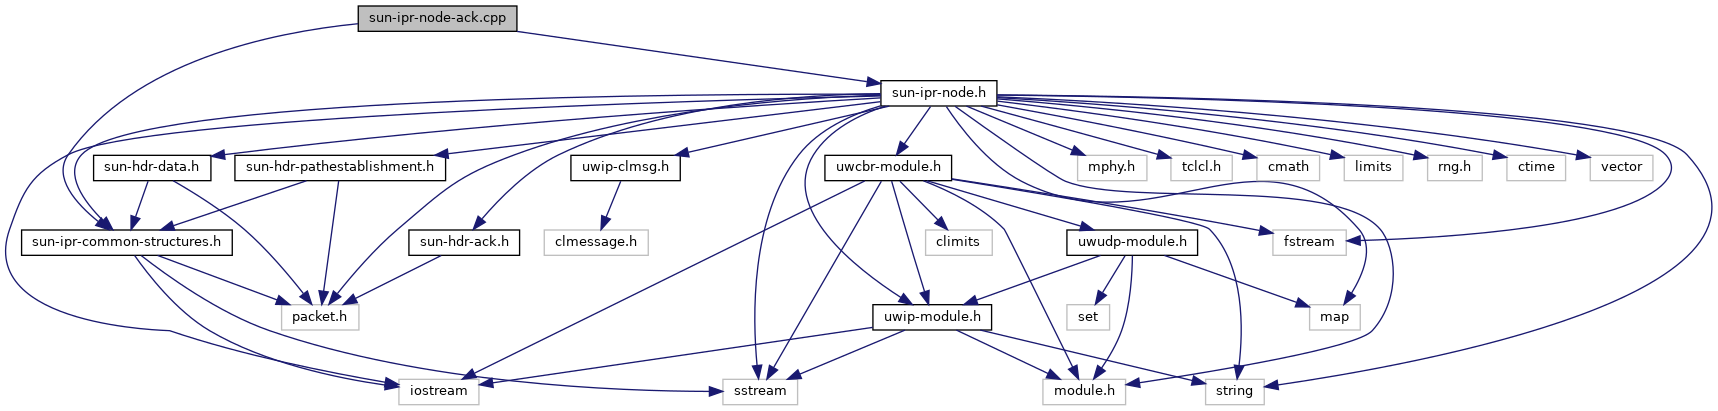 sun-ipr-node-ack.cpp
sun-ipr-node.h
sun-hdr-data.h
sun-hdr-pathestablishment.h
uwip-clmsg.h
uwcbr-module.h
mphy.h
tclcl.h
cmath
limits
rng.h
ctime
vector
sun-ipr-common-structures.h
sun-hdr-ack.h
clmessage.h
climits
uwudp-module.h
fstream
packet.h
uwip-module.h
set
map
iostream
sstream
module.h
string